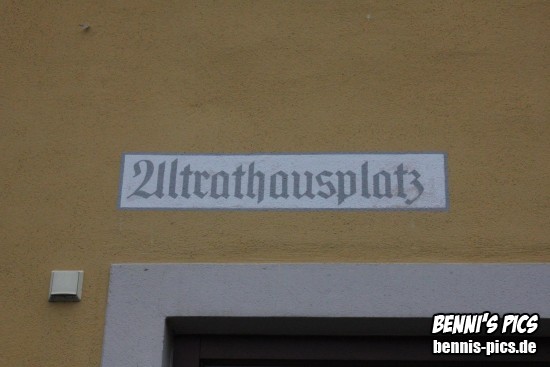 Altrathausplatz
BENNI'S PICS
bennis-pics.de